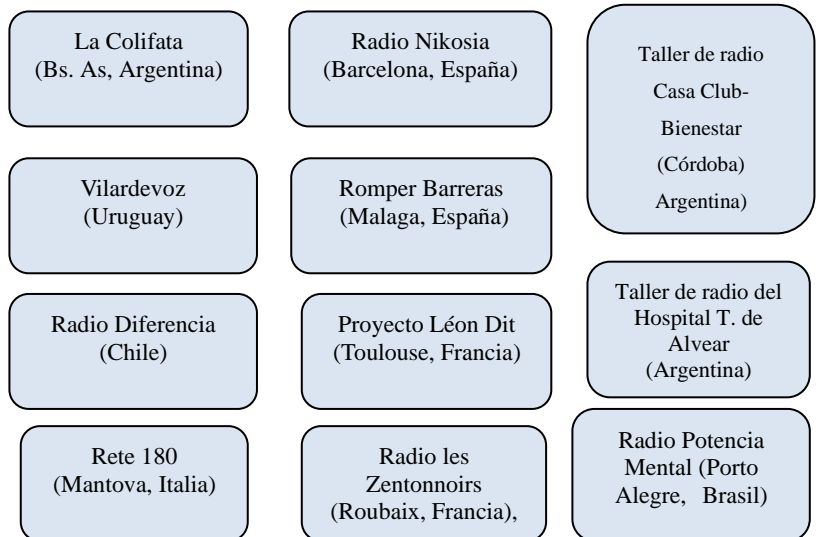 La Colifata
(Bs. As, Argentina)
Radio Nikosia
(Barcelona, España)
Taller de radio
Casa Club-
Bienestar
(Córdoba)
Argentina)
Vilardevoz
(Uruguay)
Romper Barreras
(Malaga, España)
Radio Diferencia
(Chile)
Proyecto Léon Dit
(Toulouse, Francia)
Taller de radio del
Hospital T. de
Alvear
(Argentina)
Rete 180
(Mantova, Italia)
Radio les
Zentonnoirs
(Roubaix, Francia),
Radio Potencia
Mental (Porto
Alegre, Brasil)